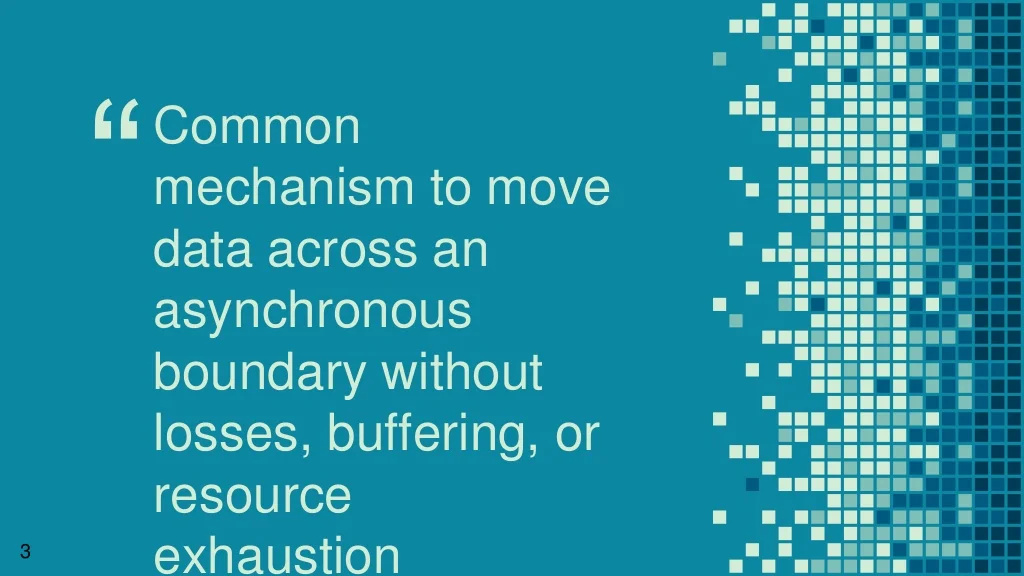 “Common
mechanism to move
data across an
asynchronous
boundary without
losses, buffering, or
resource
exhaustion
3